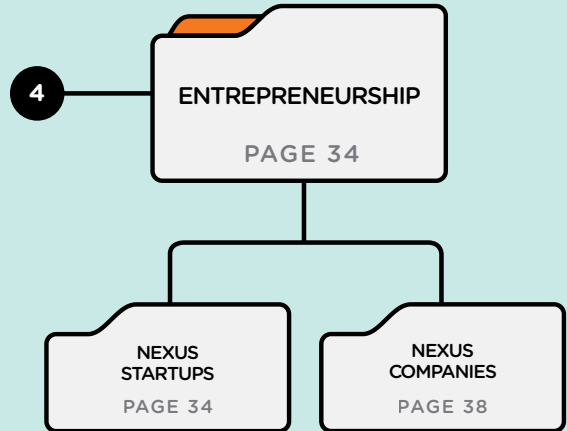 4
ENTREPRENEURSHIP
PAGE 34
NEXUS
STARTUPS
PAGE 34
NEXUS
COMPANIES
PAGE 38